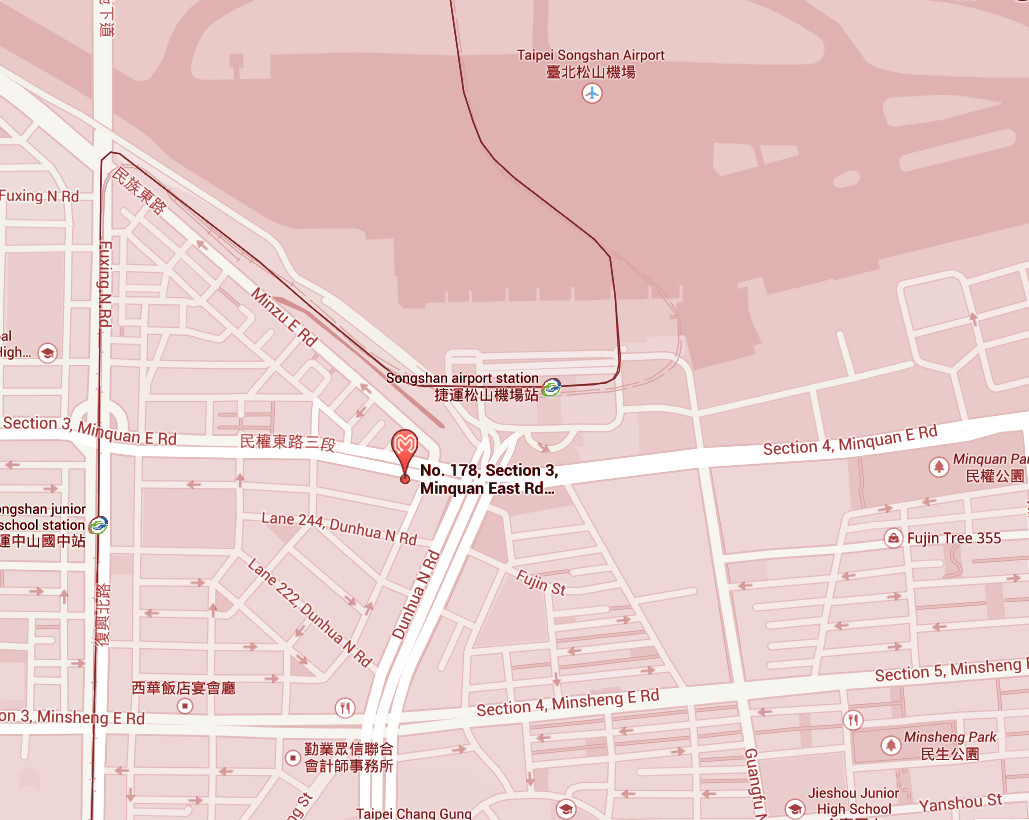 地下道
Taipei Songshan Airport
臺北松山機場
民族東路
Fuxing N Rd
Fuxing N Rd
Minzu E Rd
High...
Songshan airport station
捷運松山機場站
Section 3, Minquan E Rd
民權東路三段
Section 4, Minquan E Rd
No. 178, Section 3,
Minquan East Rd...
Minquan
民權公園
ongshan junior
school station
運中山國中站
Lane 244, Dunhua N Rd
Fujin Tree 355
Lane 222, Dunhua N Rd
Dunhua N Rd
Fujin St
復興北路
西華飯店宴會廳
Section 5, Minsheng
on 3, Minsheng E Rd
Section 4, Minsheng E Rd
勤業眾信聯合
會計師事務所
Minsheng Park
民生公園
Guangfu N
Jieshou Junior
High School
Yanshou St
Taipei Chang Gung